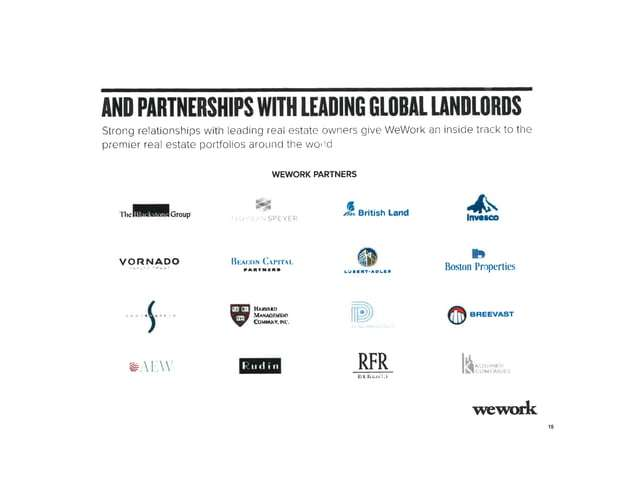 AND PARTNERSHIPS WITH LEADING GLOBAL LANDLORDS
Strong relationships with leading real estate owners give WeWork an inside track to the
premier real estate portfolios around the world
WEWORK PARTNERS
The Blackstone Group
SPEYER
British Land
Invesco
VORNADO
BEACON CAPITAL
PARTNERS
LUBERT-ADLER
Boston Properties
HARVARD
MANAGEMENT
COMPANY, INC.
BREEVAST
AEW
Rudin
RFR
COMPANIES
wework